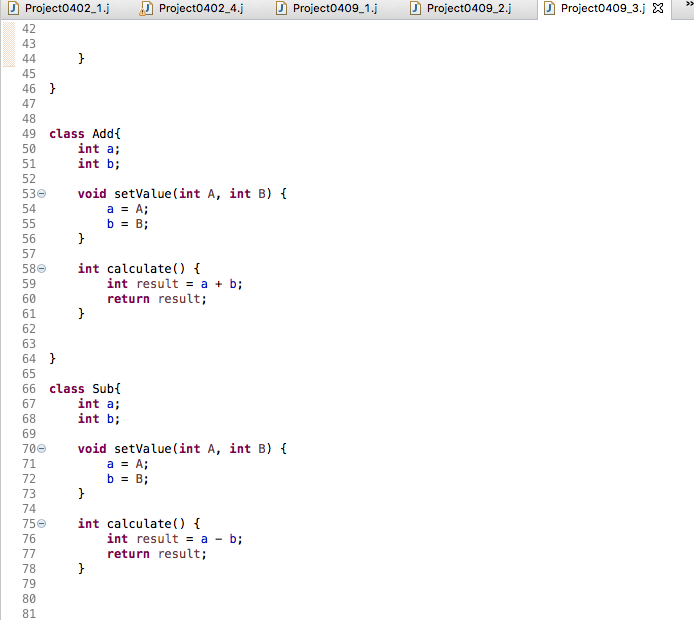 Project0402_1.j Project0402_4.j Project0409_1.j Project0409_2.j Project0409_3.j »
42
43
44 }
45
46 }
47
48
49 class Add{
50 int a;
51 int b;
52
53 void setValue(int A, int B) {
54 a = A;
55 b = B;
56 }
57
58 int calculate() {
59 int result = a + b;
60 return result;
61 }
62
63
64 }
65
66 class Sub{
67 int a;
68 int b;
69
70 void setValue(int A, int B) {
71 a = A;
72 b = B;
73 }
74
75 int calculate() {
76 int result = a - b;
77 return result;
78 }
79
80
81